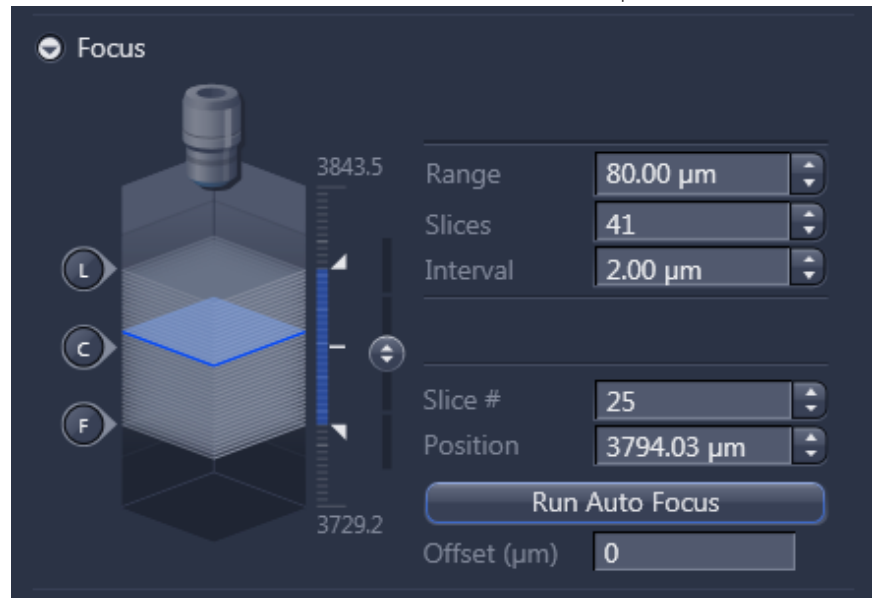 Focus
3843.5
Range 80.00 µm
Slices 41
L
Interval 2.00 µm
C
Slice # 25
F
Position 3794.03 µm
Run Auto Focus
3729.2
Offset (µm) 0